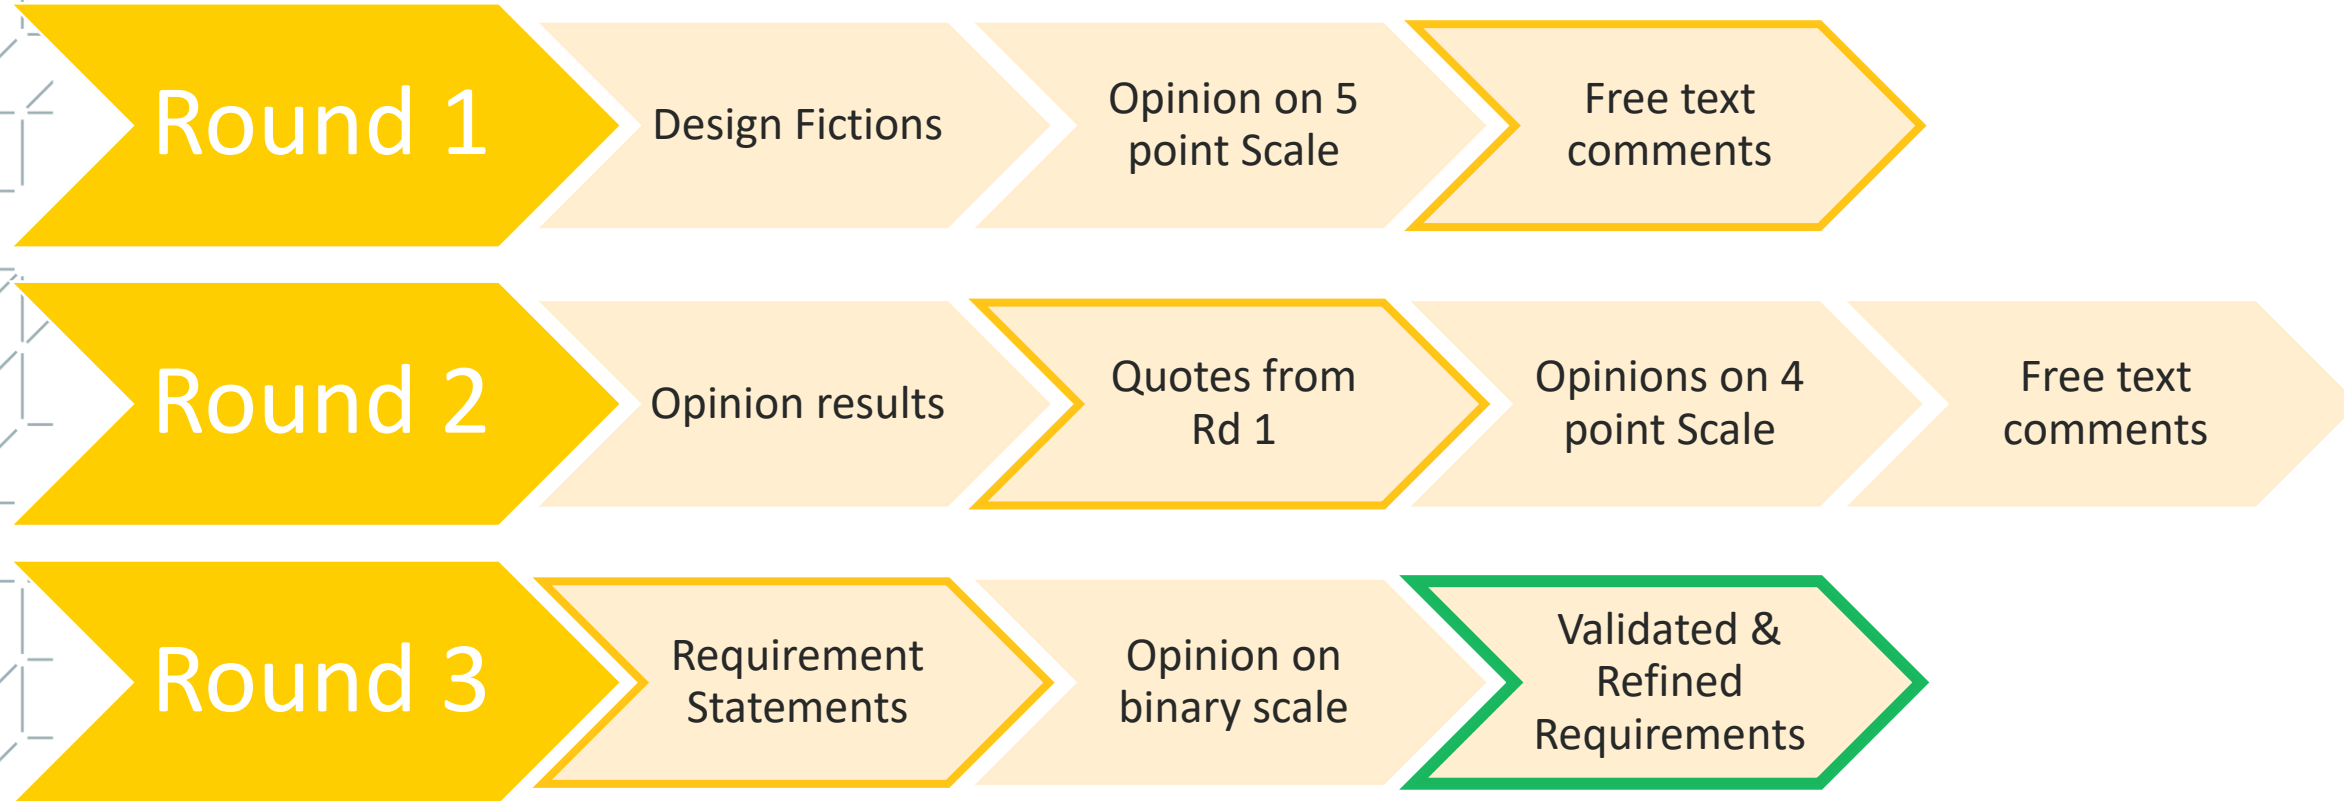 Round 1
Design Fictions
Opinion on 5
point Scale
Free text
comments
Round 2
Opinion results
Quotes from
Rd 1
Opinions on 4
point Scale
Free text
comments
Round 3
Requirement
Statements
Opinion on
binary scale
Validated &
Refined
Requirements